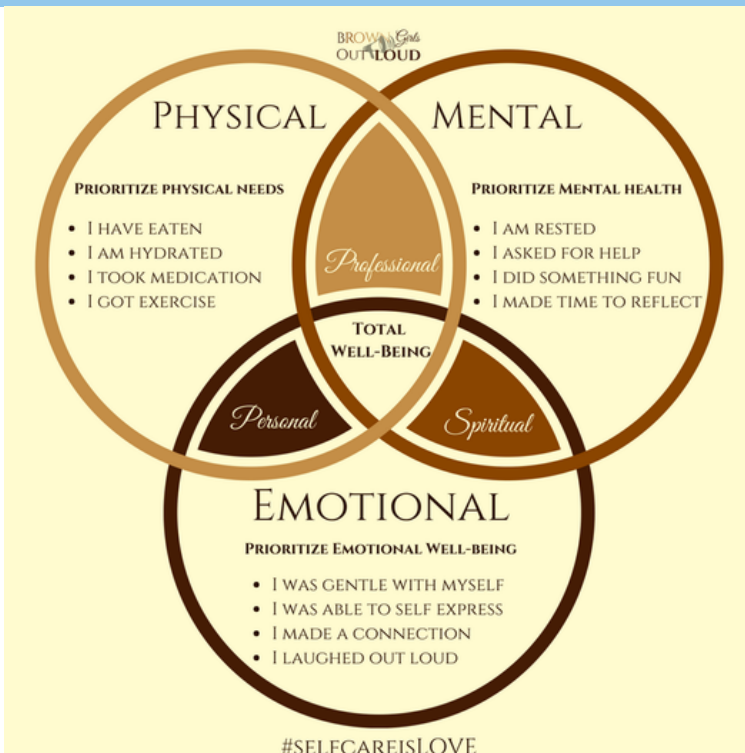 BROWN Girls
OUT LOUD
PHYSICAL
MENTAL
PRIORITIZE PHYSICAL NEEDS
• I HAVE EATEN
• I AM HYDRATED
• I TOOK MEDICATION
• I GOT EXERCISE
PRIORITIZE MENTAL HEALTH
• I AM RESTED
• I ASKED FOR HELP
• I DID SOMETHING FUN
• I MADE TIME TO REFLECT
Professional
TOTAL
WELL-BEING
Personal
Spiritual
EMOTIONAL
PRIORITIZE EMOTIONAL WELL-BEING
• I WAS GENTLE WITH MYSELF
• I WAS ABLE TO SELF EXPRESS
• I MADE A CONNECTION
• I LAUGHED OUT LOUD
#SELFCAREISLOVE